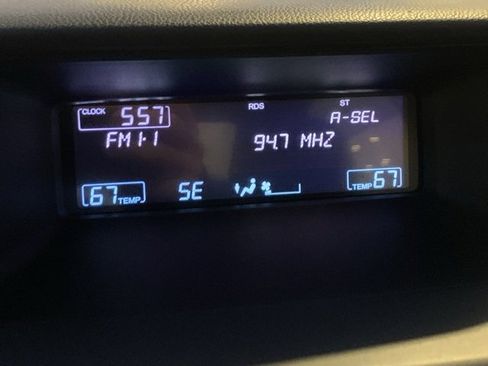 RDS ST
CLOCK 557 A-SEL
FM1-1 94.7 MHZ
67 TEMP SE TEMP 67